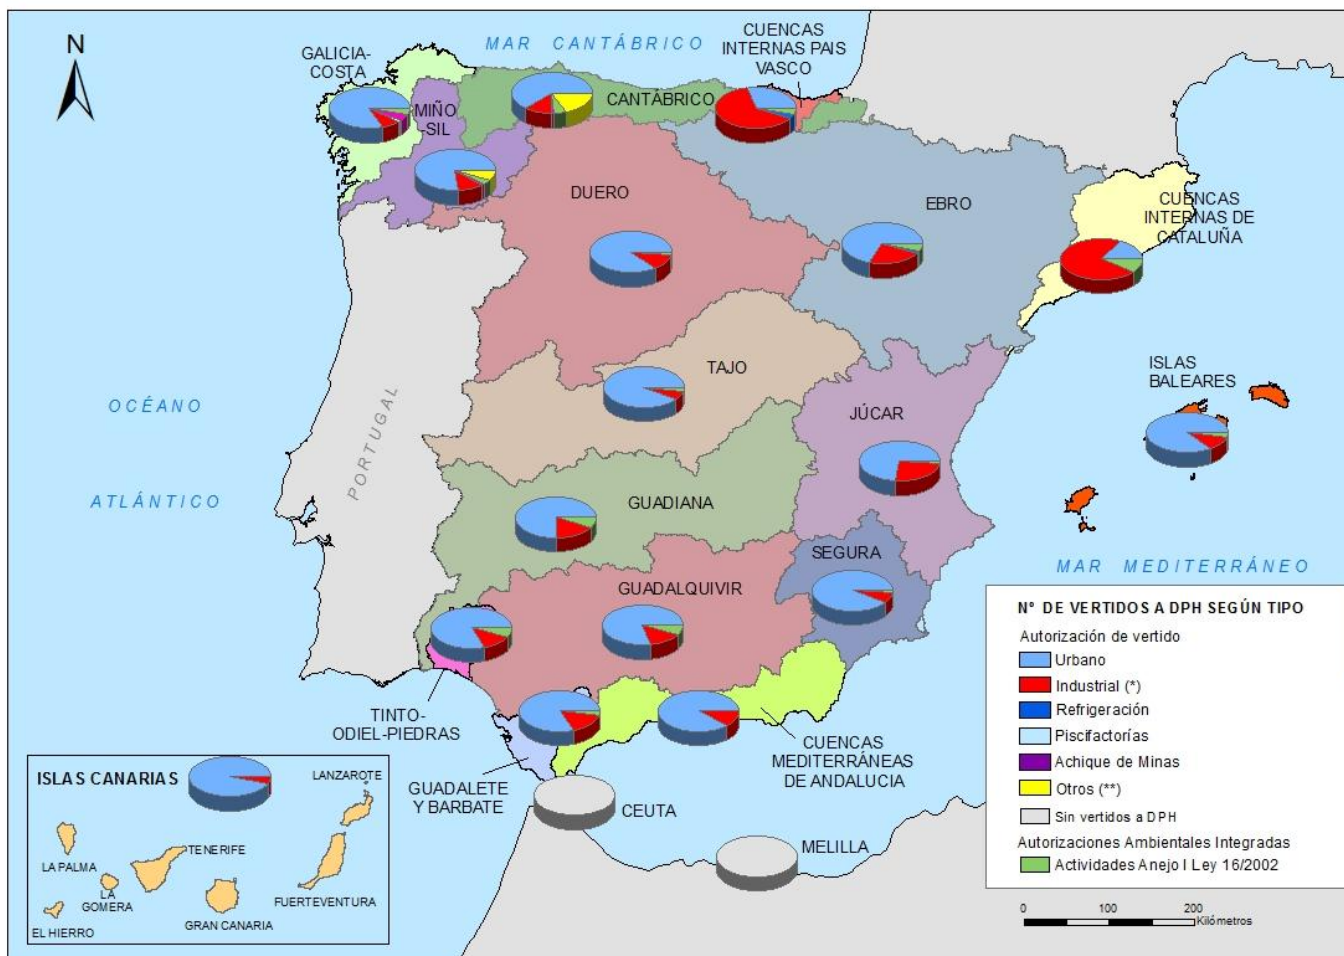 N
MAR CANTÁBRICO
CUENCAS
INTERNAS PAIS
VASCO
GALICIA-
COSTA
CANTÁBRICO
MIÑO
-SIL
DUERO
EBRO
CUENCAS
INTERNAS DE
CATALUÑA
TAJO
ISLAS
BALEARES
OCÉANO
ATLÁNTICO
PORTUGAL
JÚCAR
GUADIANA
SEGURA
MAR MEDITERRÁNEO
GUADALQUIVIR
TINTO-
ODIEL-PIEDRAS
GUADALETE
Y BARBATE
CUENCAS
MEDITERRÁNEAS
DE ANDALUCIA
CEUTA
MELILLA
ISLAS CANARIAS
LANZAROTE
LA PALMA
TENERIFE
LA
GOMERA
FUERTEVENTURA
EL HIERRO
GRAN CANARIA
Nº DE VERTIDOS A DPH SEGÚN TIPO
Autorización de vertido
Urbano
Industrial (*)
Refrigeración
Piscifactorías
Achique de Minas
Otros (**)
Sin vertidos a DPH
Autorizaciones Ambientales Integradas
Actividades Anejo I Ley 16/2002
0 100 200
Kilómetros